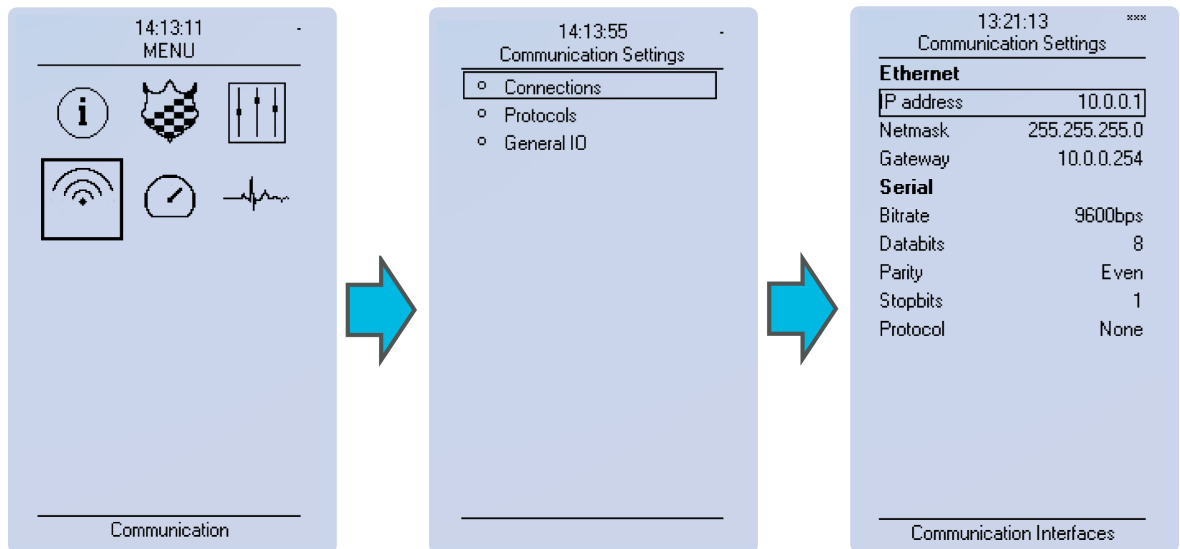 14:13:11 -
MENU
i
Communication
14:13:55 -
Communication Settings
Connections
Protocols
General IO
13:21:13 ***
Communication Settings
Ethernet
IP address 10.0.0.1
Netmask 255.255.255.0
Gateway 10.0.0.254
Serial
Bitrate 9600bps
Databits 8
Parity Even
Stopbits 1
Protocol None
Communication Interfaces